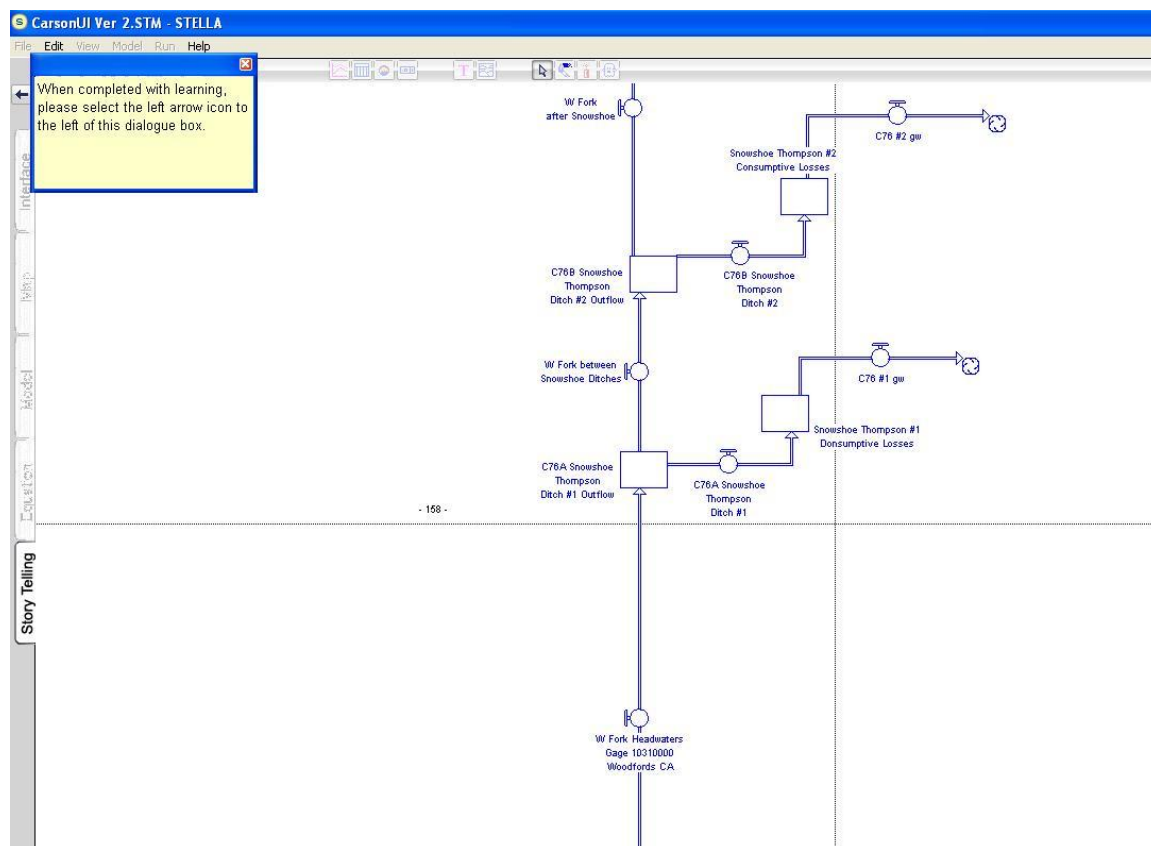 CarsonUI Ver 2.STM - STELLA
File Edit View Model Run Help
When completed with learning,
please select the left arrow icon to
the left of this dialogue box.
Interface
Map
Model
Equation
Story Telling
W Fork
after Snowshoe
C76 #2 gw
Snowshoe Thompson #2
Consumptive Losses
C76B Snowshoe
Thompson
Ditch #2 Outflow
C76B Snowshoe
Thompson
Ditch #2
W Fork between
Snowshoe Ditches
C76 #1 gw
Snowshoe Thompson #1
Donsumptive Losses
C76A Snowshoe
Thompson
Ditch #1 Outflow
C76A Snowshoe
Thompson
Ditch #1
- 158 -
W Fork Headwaters
Gage 10310000
Woodfords CA